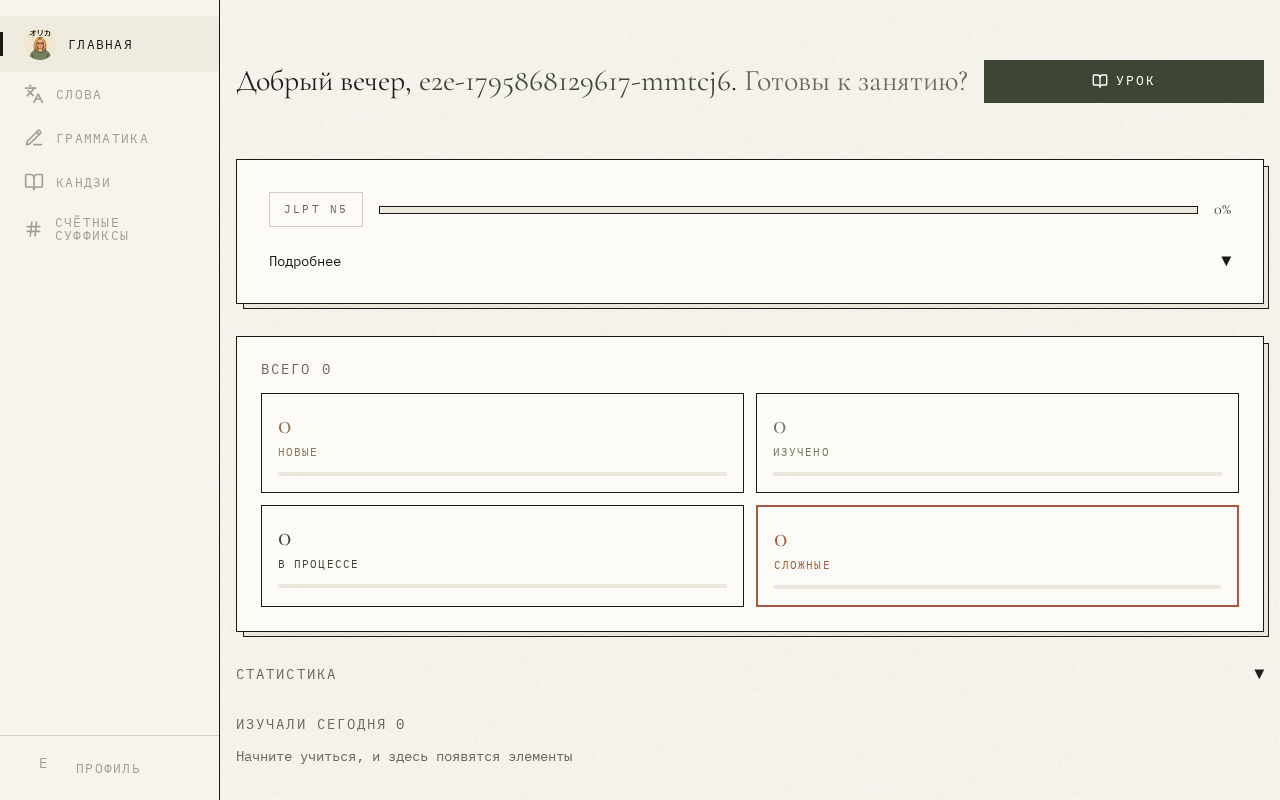 オリカ
ГЛАВНАЯ
СЛОВА
ГРАММАТИКА
КАНДЗИ
СЧЁТНЫЕ
СУФФИКСЫ
E
ПРОФИЛЬ
Добрый вечер, e2e-1795868129617-mmtcj6. Готовы к занятию?
УРОК
JLPT N5
0%
Подробнее
▼
ВСЕГО 0
0
НОВЫЕ
0
ИЗУЧЕНО
0
В ПРОЦЕССЕ
0
СЛОЖНЫЕ
СТАТИСТИКА
▼
ИЗУЧАЛИ СЕГОДНЯ 0
Начните учиться, и здесь появятся элементы